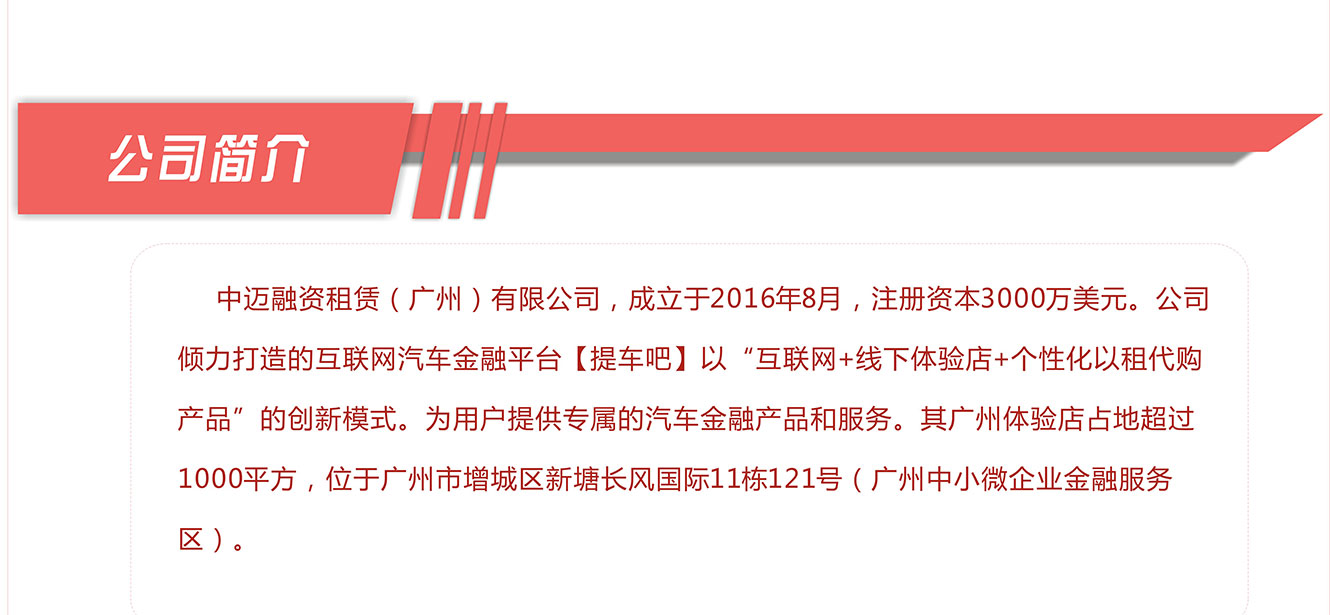 公司简介
中迈融资租赁（广州）有限公司，成立于2016年8月，注册资本3000万美元。公司
倾力打造的互联网汽车金融平台【提车吧】以“互联网+线下体验店+个性化以租代购
产品”的创新模式。为用户提供专属的汽车金融产品和服务。其广州体验店占地超过
1000平方，位于广州市增城区新塘长风国际11栋121号（广州中小微企业金融服务
区）。